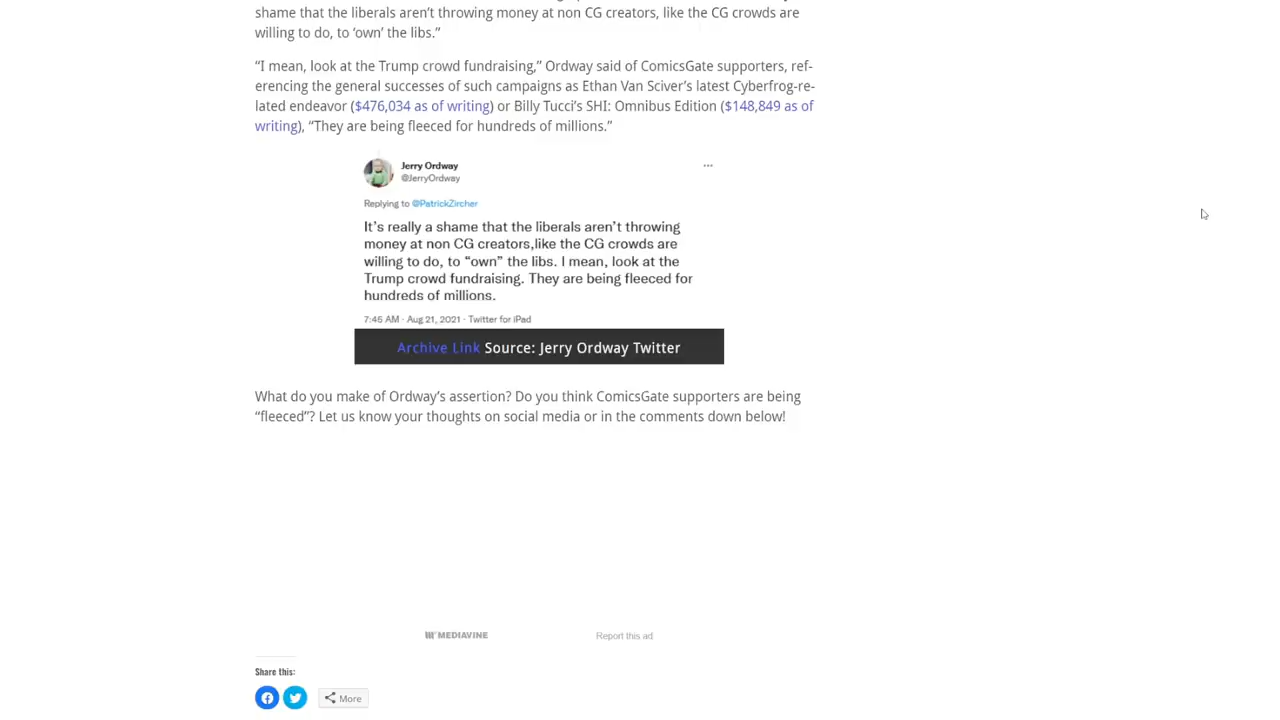 shame that the liberals aren’t throwing money at non CG creators, like the CG crowds are
willing to do, to ‘own’ the libs.”
“I mean, look at the Trump crowd fundraising,” Ordway said of ComicsGate supporters, ref-
erencing the general successes of such campaigns as Ethan Van Sciver’s latest Cyberfrog-re-
lated endeavor ($476,034 as of writing) or Billy Tucci’s SHI: Omnibus Edition ($148,849 as of
writing), “They are being fleeced for hundreds of millions.”
Jerry Ordway
@JerryOrdway
Replying to @PatrickZircher
It’s really a shame that the liberals aren’t throwing
money at non CG creators,like the CG crowds are
willing to do, to “own” the libs. I mean, look at the
Trump crowd fundraising. They are being fleeced for
hundreds of millions.
7:45 AM · Aug 21, 2021 · Twitter for iPad
Archive Link Source: Jerry Ordway Twitter
What do you make of Ordway’s assertion? Do you think ComicsGate supporters are being
“fleeced”? Let us know your thoughts on social media or in the comments down below!
MEDIAVINE
Report this ad
Share this:
More